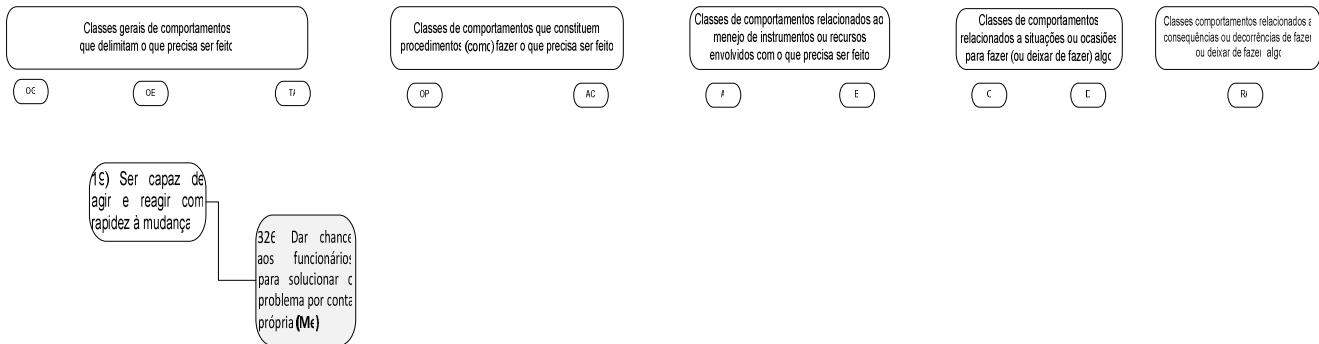 Classes gerais de comportamentos
que delimitam o que precisa ser feito
Classes de comportamentos que constituem
procedimentos (como) fazer o que precisa ser feito
Classes de comportamentos relacionados ao
menejo de instrumentos ou recursos
envolvidos com o que precisa ser feito
Classes de comportamentos
relacionados a situações ou ocasiões
para fazer (ou deixar de fazer) algo
Classes comportamentos relacionados a
consequências ou decorrências de fazer
ou deixar de fazer algo
OE
OP
AC
19) Ser capaz de
agir e reagir com
rapidez à mudança
326 Dar chance
aos funcionários
para solucionar o
problema por conta
própria (Me)